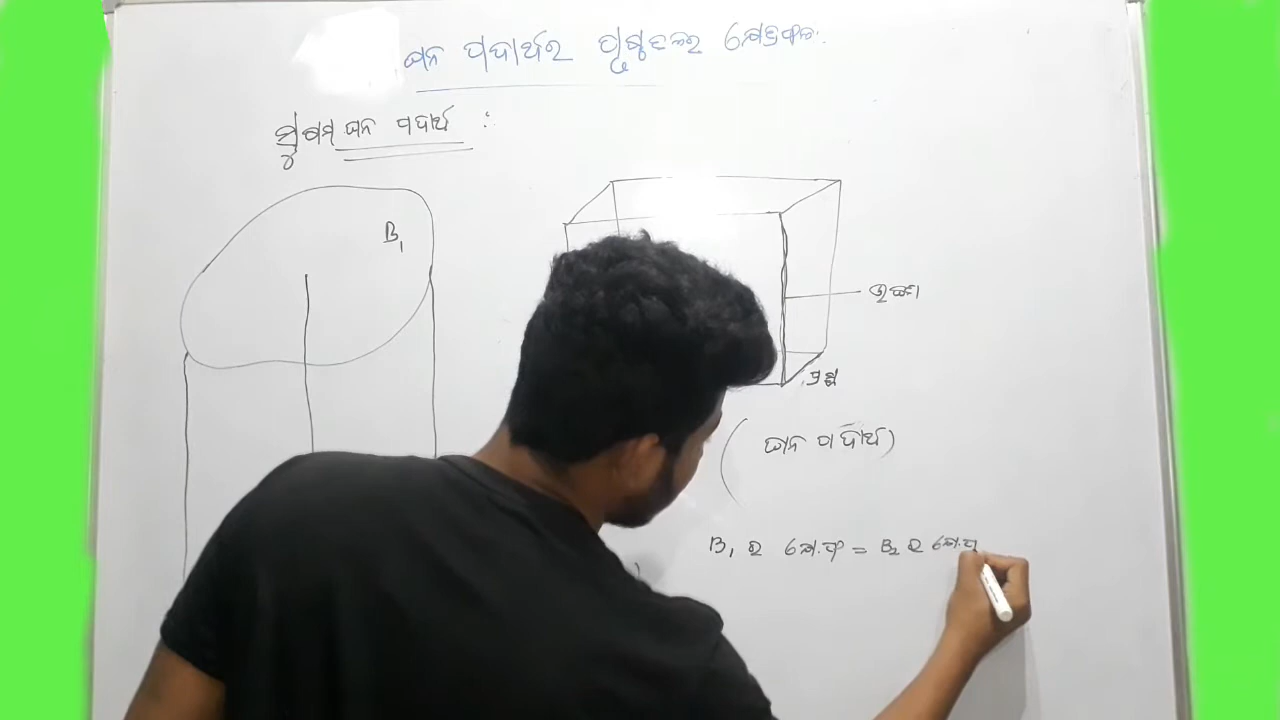 ଘନ ପଦାର୍ଥର ପୃଷ୍ଠତଳର କ୍ଷେତ୍ରଫଳ:
ସୁଷମ ଘନ ପଦାର୍ଥ :
B₁
ଉଚ୍ଚତା
ପ୍ରସ୍ଥ
(ଘନ ପଦାର୍ଥ)
B₁ ର କ୍ଷେ.ଫ = B₂ ର କ୍ଷେ.ଫ